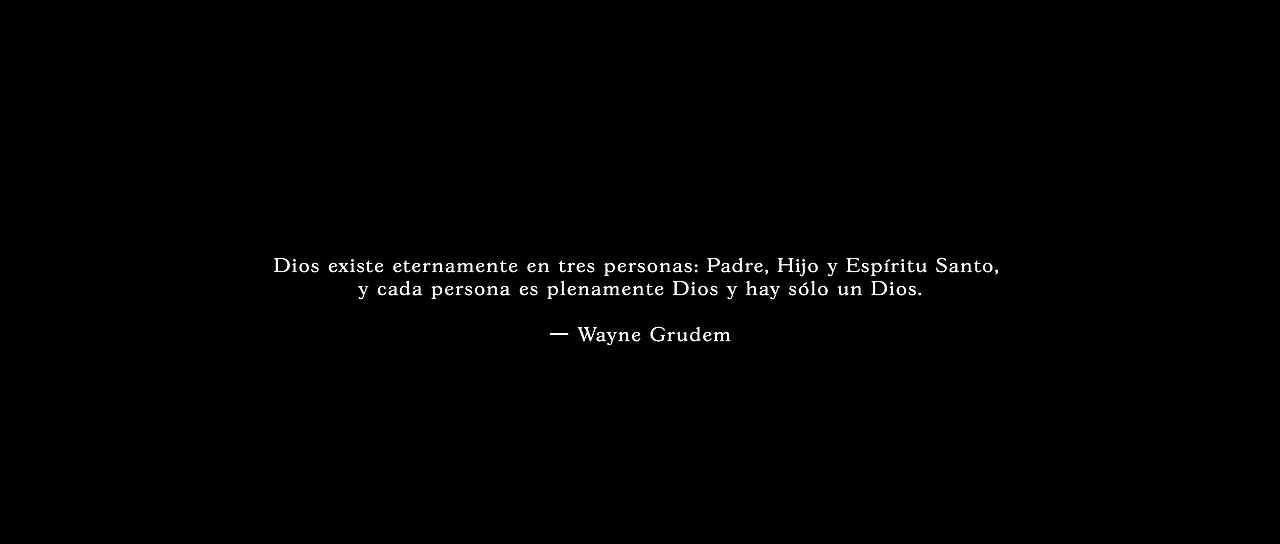 Dios existe eternamente en tres personas: Padre, Hijo y Espíritu Santo,
y cada persona es plenamente Dios y hay sólo un Dios.
— Wayne Grudem